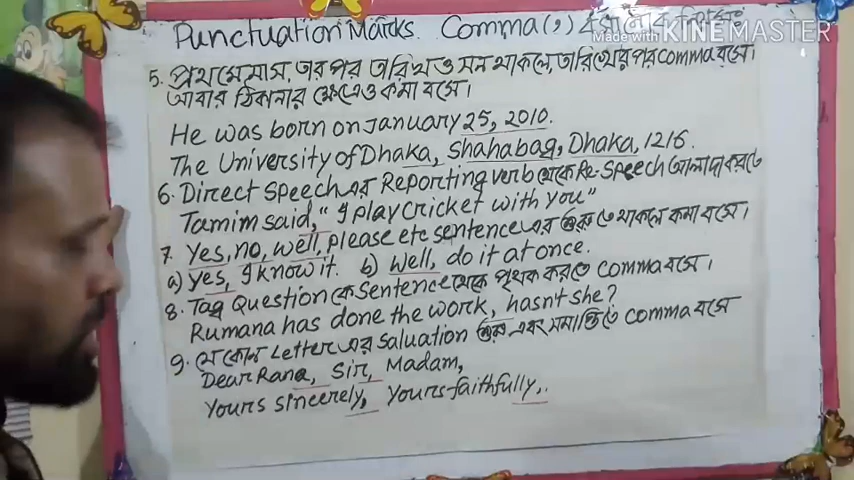 Punctuation Marks. Comma(,)
Made with KINEMASTER
5. প্রথমে মাস, তার পর তারিখ ও সন থাকলে, তারিখের পর comma বসে।
আবার ঠিকানার ক্ষেত্রেও কমা বসে।
He was born on January 25, 2010.
The University of Dhaka, Shahabag, Dhaka, 1216.
6. Direct Speech এর Reporting verb থেকে Re-Speech আলাদা করতে
Tamim said, "I play cricket with you"
7. Yes, no, well, please etc sentence এর শুরুতে থাকলে কমা বসে।
a) Yes, I know it. b) Well, do it at once.
8. Tag Question কে Sentence থেকে পৃথক করতে comma বসে।
Rumana has done the work, hasn't she?
9. যে কোন Letter এর Saluation শুরু এবং সমাপ্তিতে comma বসে
Dear Rana, Sir, Madam,
Yours sincerely, Yours faithfully,